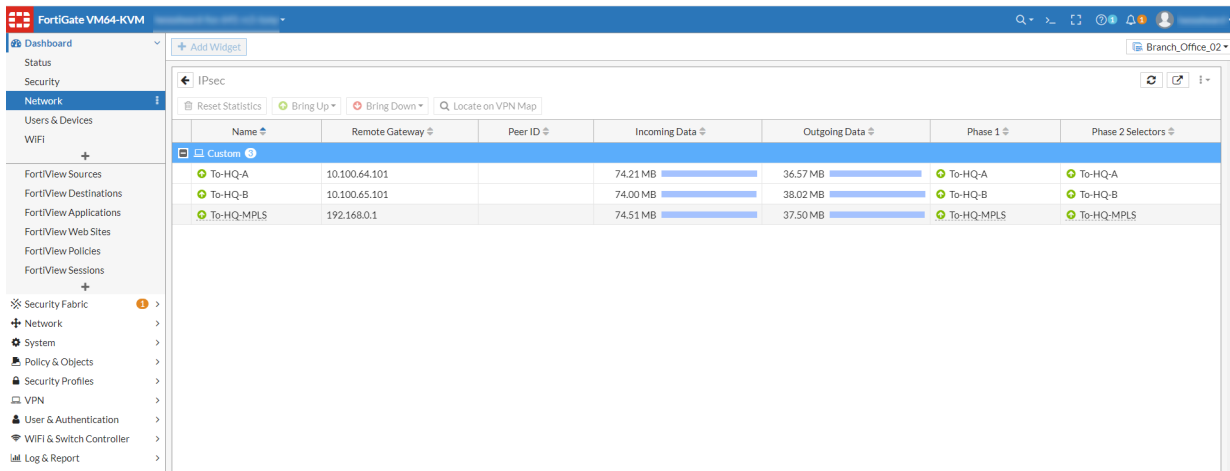 FortiGate VM64-KVM
1
1
Dashboard
+ Add Widget
Branch_Office_02
Status
Security
Network
Users & Devices
WiFi
+
FortiView Sources
FortiView Destinations
FortiView Applications
FortiView Web Sites
FortiView Policies
FortiView Sessions
+
Security Fabric 1
Network
System
Policy & Objects
Security Profiles
VPN
User & Authentication
WiFi & Switch Controller
Log & Report
IPsec
Reset Statistics Bring Up Bring Down Locate on VPN Map
Name Remote Gateway Peer ID Incoming Data Outgoing Data Phase 1 Phase 2 Selectors
Custom 3
To-HQ-A 10.100.64.101 74.21 MB 36.57 MB To-HQ-A To-HQ-A
To-HQ-B 10.100.65.101 74.00 MB 38.02 MB To-HQ-B To-HQ-B
To-HQ-MPLS 192.168.0.1 74.51 MB 37.50 MB To-HQ-MPLS To-HQ-MPLS